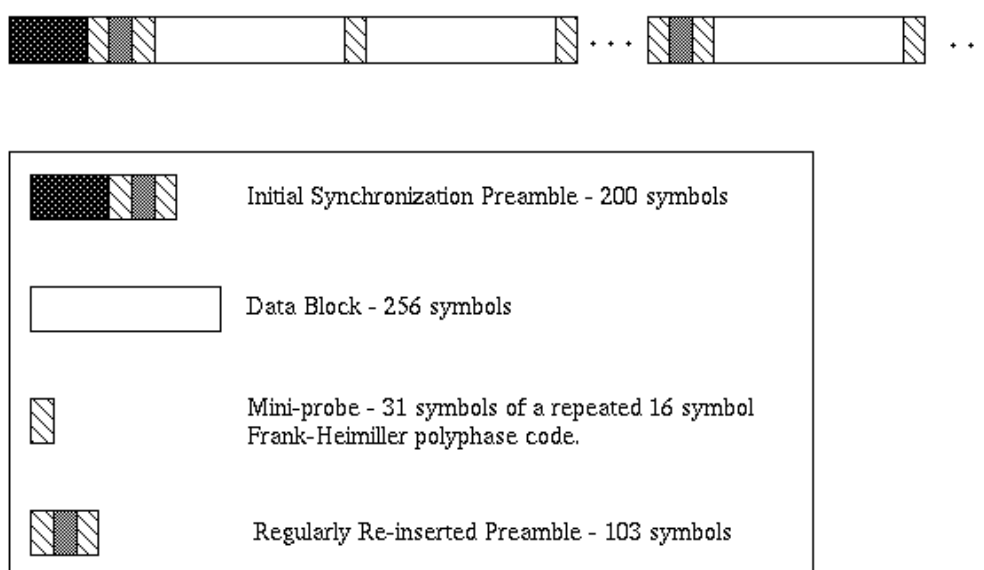 Initial Synchronization Preamble - 200 symbols
Data Block - 256 symbols
Mini-probe - 31 symbols of a repeated 16 symbol
Frank-Heimiller polyphase code.
Regularly Re-inserted Preamble - 103 symbols